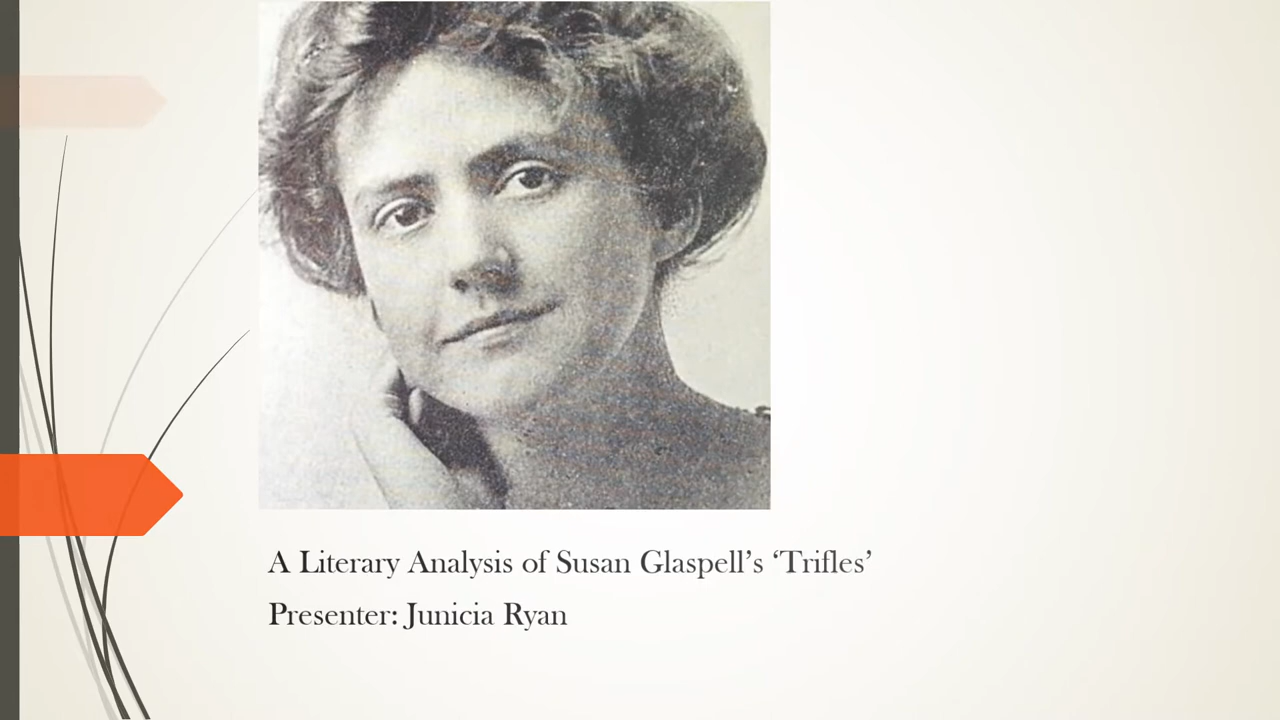 A Literary Analysis of Susan Glaspell’s ‘Trifles’
Presenter: Junicia Ryan